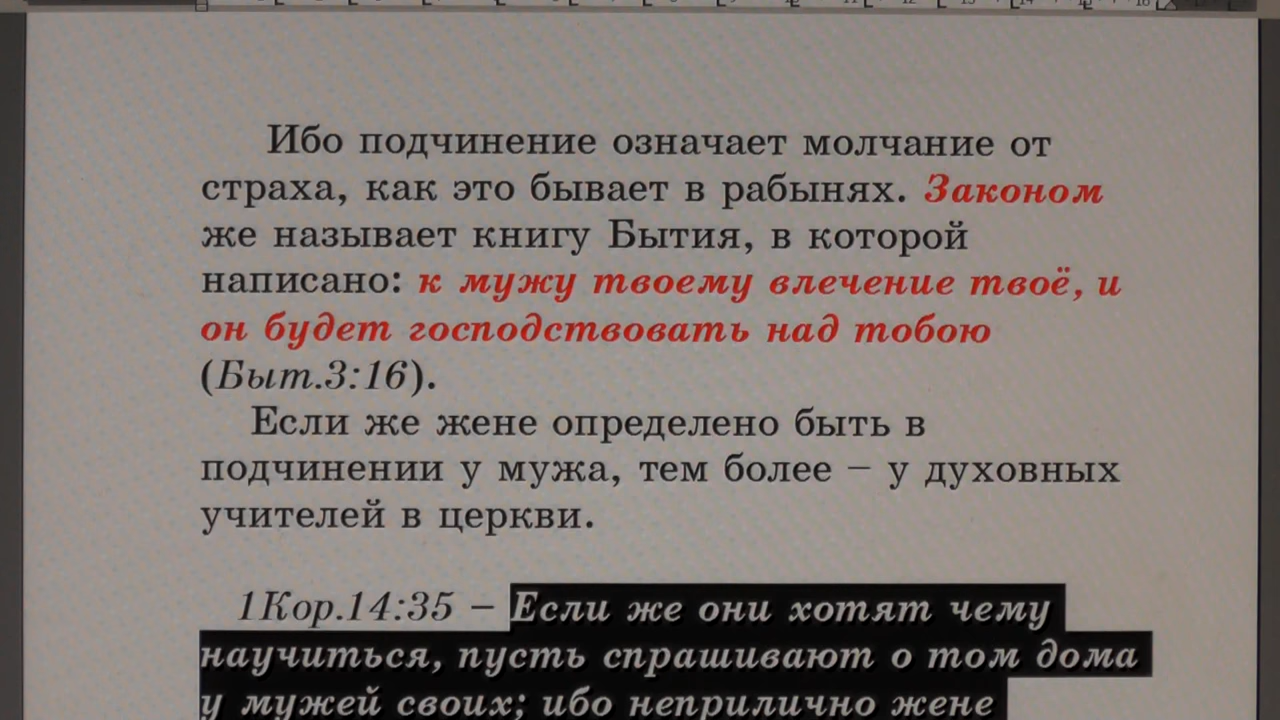 Ибо подчинение означает молчание от
страха, как это бывает в рабынях. Законом
же называет книгу Бытия, в которой
написано: к мужу твоему влечение твоё, и
он будет господствовать над тобою
(Быт.3:16).
Если же жене определено быть в
подчинении у мужа, тем более – у духовных
учителей в церкви.
1Кор.14:35 – Если же они хотят чему
научиться, пусть спрашивают о том дома
у мужей своих; ибо неприлично жене